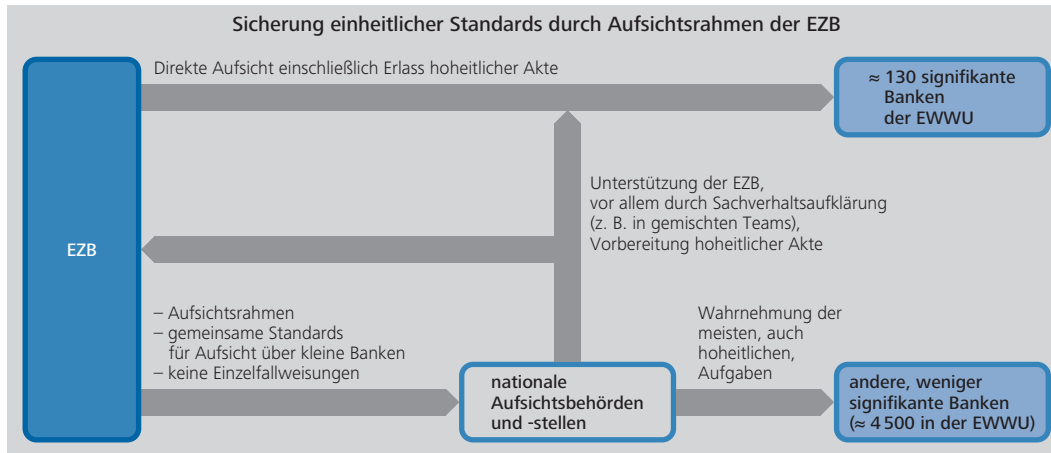 Sicherung einheitlicher Standards durch Aufsichtsrahmen der EZB
Direkte Aufsicht einschließlich Erlass hoheitlicher Akte
≈ 130 signifikante
Banken
der EWWU
Unterstützung der EZB,
vor allem durch Sachverhaltsaufklärung
(z. B. in gemischten Teams),
Vorbereitung hoheitlicher Akte
EZB
– Aufsichtsrahmen
– gemeinsame Standards
für Aufsicht über kleine Banken
– keine Einzelfallweisungen
Wahrnehmung der
meisten, auch
hoheitlichen,
Aufgaben
nationale
Aufsichtsbehörden
und -stellen
andere, weniger
signifikante Banken
(≈ 4 500 in der EWWU)